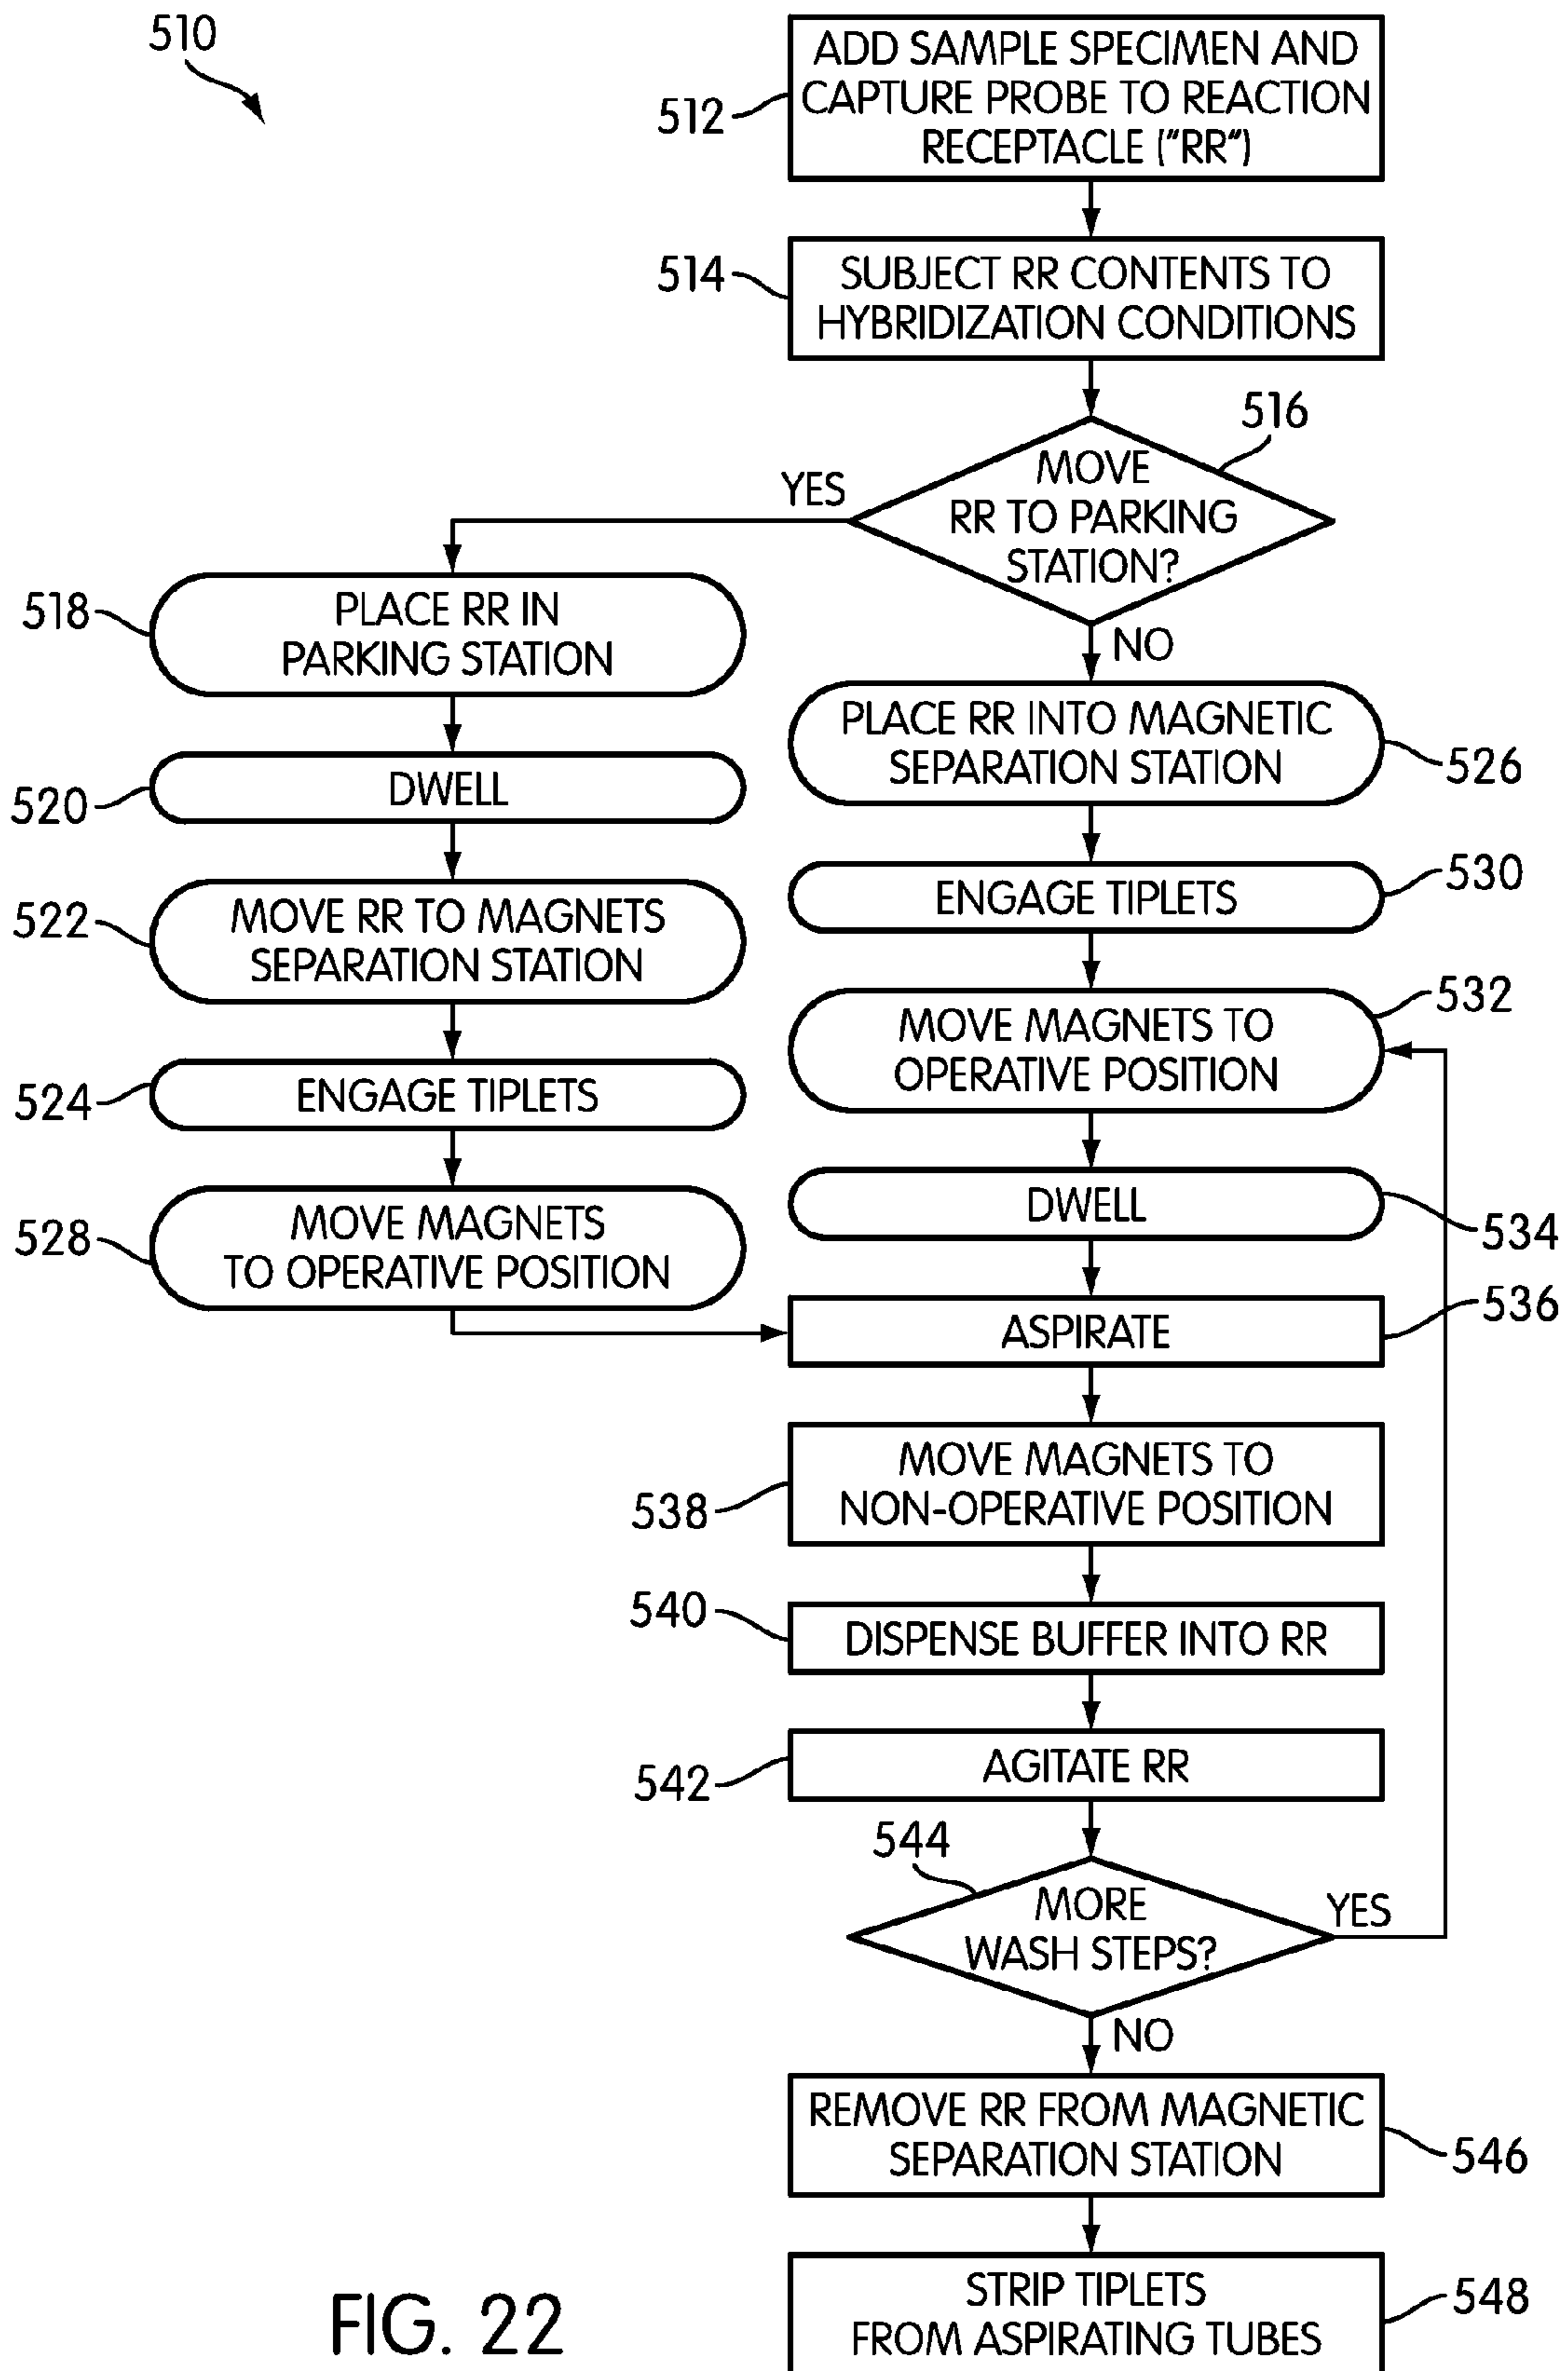 510
512
ADD SAMPLE SPECIMEN AND
CAPTURE PROBE TO REACTION
RECEPTACLE ("RR")
514
SUBJECT RR CONTENTS TO
HYBRIDIZATION CONDITIONS
516
MOVE
RR TO PARKING
STATION?
YES
NO
518
PLACE RR IN
PARKING STATION
520
DWELL
522
MOVE RR TO MAGNETS
SEPARATION STATION
524
ENGAGE TIPLETS
528
MOVE MAGNETS
TO OPERATIVE POSITION
PLACE RR INTO MAGNETIC
SEPARATION STATION
526
ENGAGE TIPLETS
530
MOVE MAGNETS TO
OPERATIVE POSITION
532
DWELL
534
ASPIRATE
536
538
MOVE MAGNETS TO
NON-OPERATIVE POSITION
540
DISPENSE BUFFER INTO RR
542
AGITATE RR
544
MORE
WASH STEPS?
YES
NO
REMOVE RR FROM MAGNETIC
SEPARATION STATION
546
STRIP TIPLETS
FROM ASPIRATING TUBES
548
FIG. 22